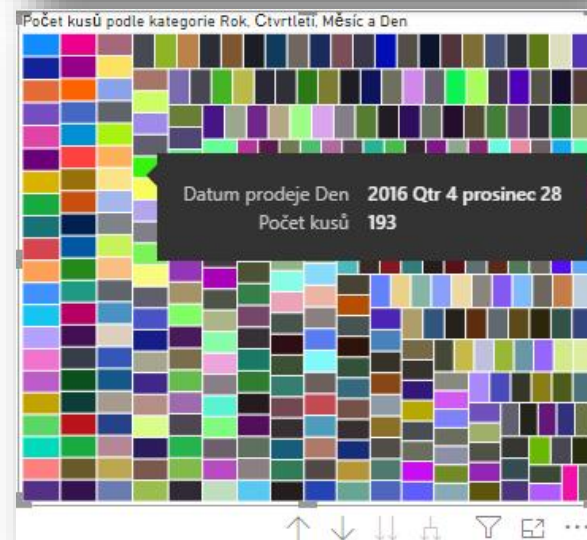 Počet kusů podle kategorie Rok, Čtvrtletí, Měsíc a Den
Datum prodeje Den 2016 Qtr 4 prosinec 28
Počet kusů 193